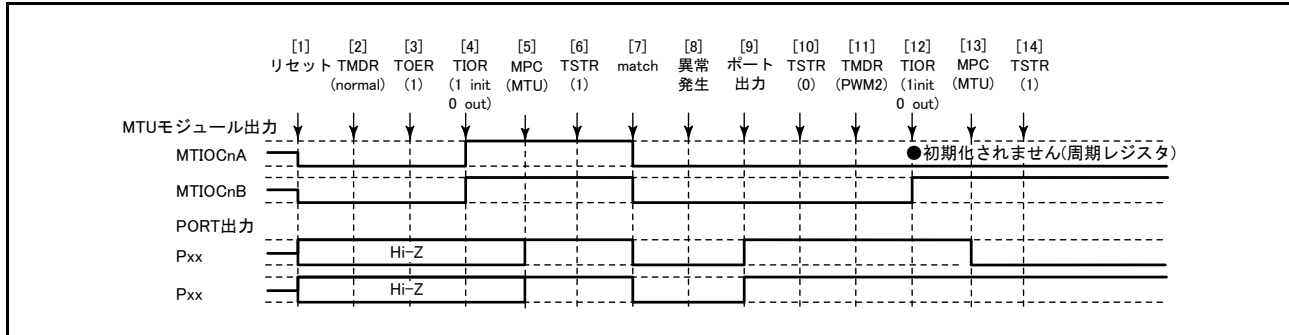 [1] [2] [3] [4] [5] [6] [7] [8] [9] [10] [11] [12] [13] [14]
リセット TMDR TOER TIOR MPC TSTR match 異常 ポート TSTR TMDR TIOR MPC TSTR
(normal) (1) (1 init (MTU) (1) 発生 出力 (0) (PWM2) (1init (MTU) (1)
0 out) 0 out)
MTUモジュール出力
MTIOCnA ●初期化されません(周期レジスタ)
MTIOCnB
PORT出力
Pxx Hi-Z
Pxx Hi-Z